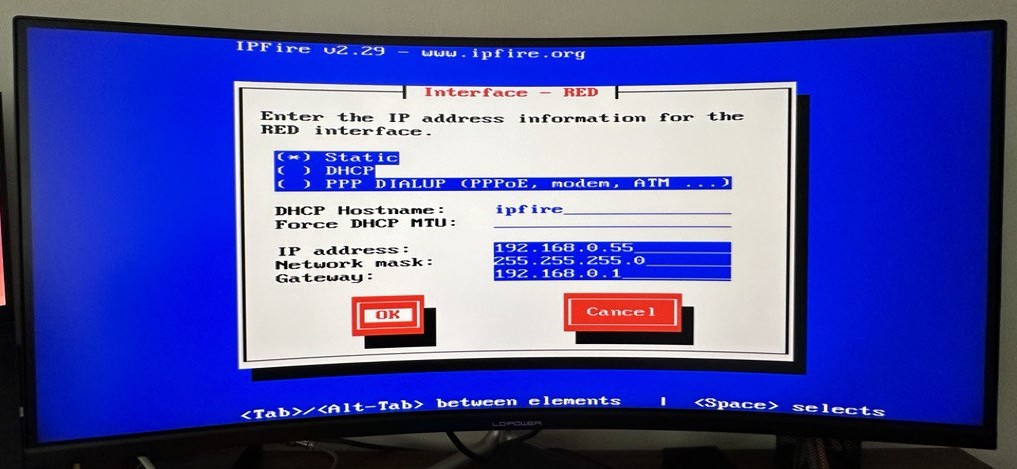 IPFire v2.29 - www.ipfire.org
Interface - RED
Enter the IP address information for the
RED interface.
(*) Static
( ) DHCP
( ) PPP DIALUP (PPPoE, modem, ATM ...)
DHCP Hostname: ipfire
Force DHCP MTU:
IP address: 192.168.0.55
Network mask: 255.255.255.0
Gateway: 192.168.0.1
OK Cancel
<Tab>/<Alt-Tab> between elements | <Space> selects
LC-POWER